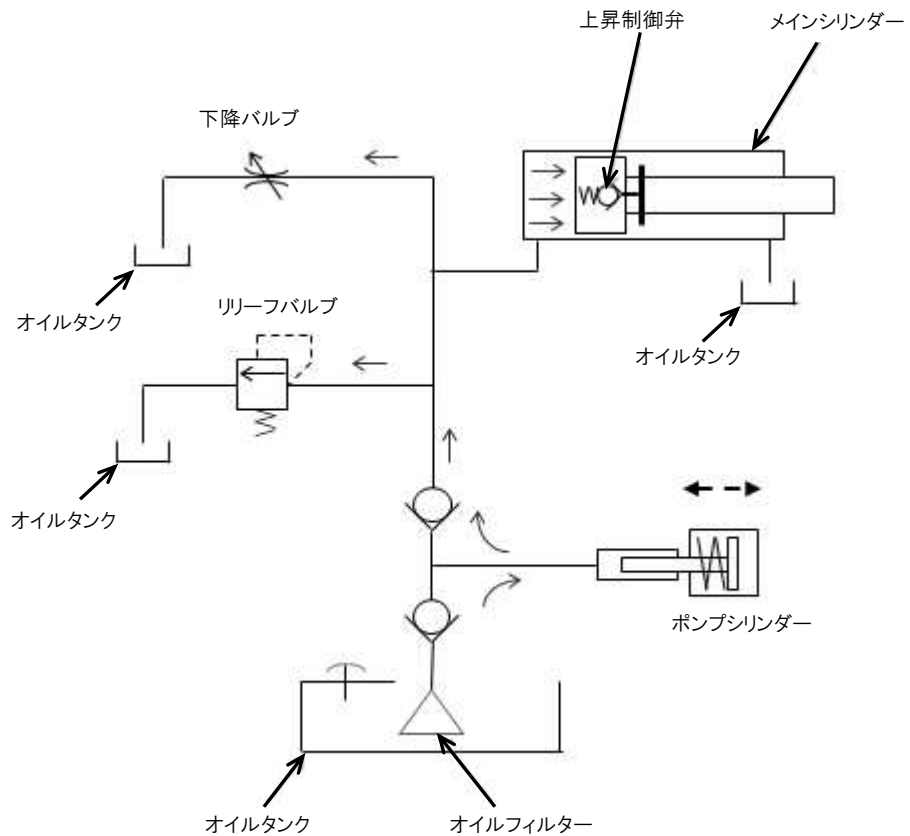 上昇制御弁
メインシリンダー
下降バルブ
オイルタンク
リリーフバルブ
オイルタンク
オイルタンク
ポンプシリンダー
オイルタンク
オイルフィルター